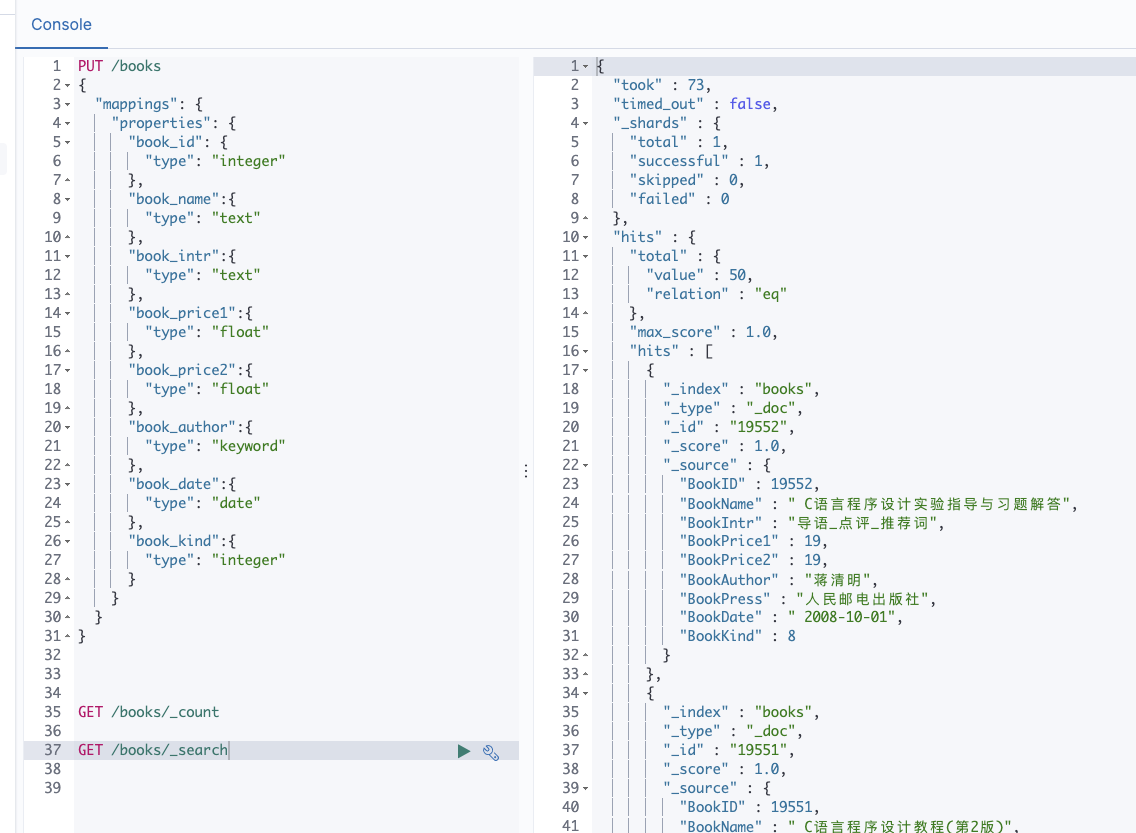 Console
1 PUT /books
2 {
3 "mappings": {
4 "properties": {
5 "book_id": {
6 "type": "integer"
7 },
8 "book_name":{
9 "type": "text"
10 },
11 "book_intr":{
12 "type": "text"
13 },
14 "book_price1":{
15 "type": "float"
16 },
17 "book_price2":{
18 "type": "float"
19 },
20 "book_author":{
21 "type": "keyword"
22 },
23 "book_date":{
24 "type": "date"
25 },
26 "book_kind":{
27 "type": "integer"
28 }
29 }
30 }
31 }
32
33
34
35 GET /books/_count
36
37 GET /books/_search
38
39
1 {
2 "took" : 73,
3 "timed_out" : false,
4 "_shards" : {
5 "total" : 1,
6 "successful" : 1,
7 "skipped" : 0,
8 "failed" : 0
9 },
10 "hits" : {
11 "total" : {
12 "value" : 50,
13 "relation" : "eq"
14 },
15 "max_score" : 1.0,
16 "hits" : [
17 {
18 "_index" : "books",
19 "_type" : "_doc",
20 "_id" : "19552",
21 "_score" : 1.0,
22 "_source" : {
23 "BookID" : 19552,
24 "BookName" : " C语言程序设计实验指导与习题解答",
25 "BookIntr" : "导语_点评_推荐词",
26 "BookPrice1" : 19,
27 "BookPrice2" : 19,
28 "BookAuthor" : "蒋清明",
29 "BookPress" : "人民邮电出版社",
30 "BookDate" : " 2008-10-01",
31 "BookKind" : 8
32 }
33 },
34 {
35 "_index" : "books",
36 "_type" : "_doc",
37 "_id" : "19551",
38 "_score" : 1.0,
39 "_source" : {
40 "BookID" : 19551,
41 "BookName" : " C语言程序设计教程(第2版)",